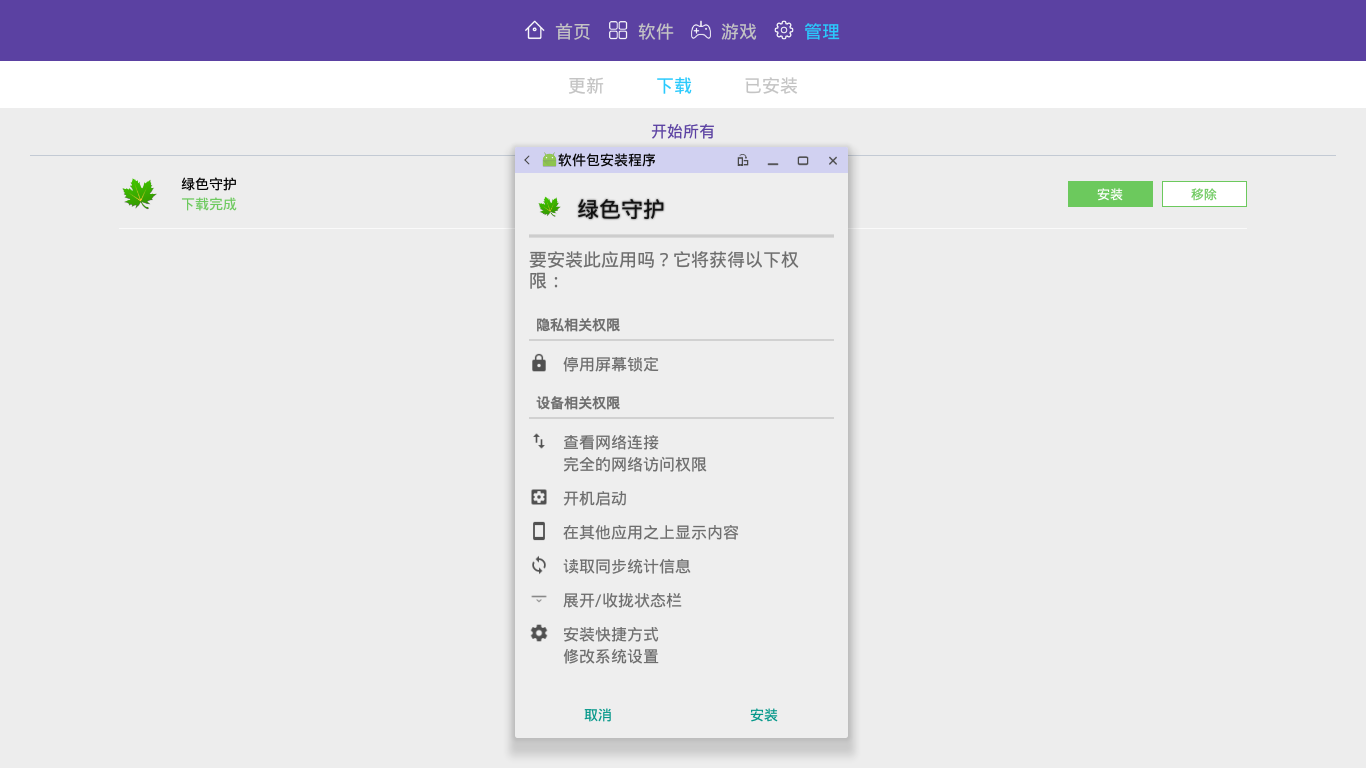 首页 软件 游戏 管理
更新 下载 已安装
开始所有
软件包安装程序
绿色守护
下载完成
安装 移除
绿色守护
要安装此应用吗？它将获得以下权
限：
隐私相关权限
停用屏幕锁定
设备相关权限
查看网络连接
完全的网络访问权限
开机启动
在其他应用之上显示内容
读取同步统计信息
展开/收拢状态栏
安装快捷方式
修改系统设置
取消 安装